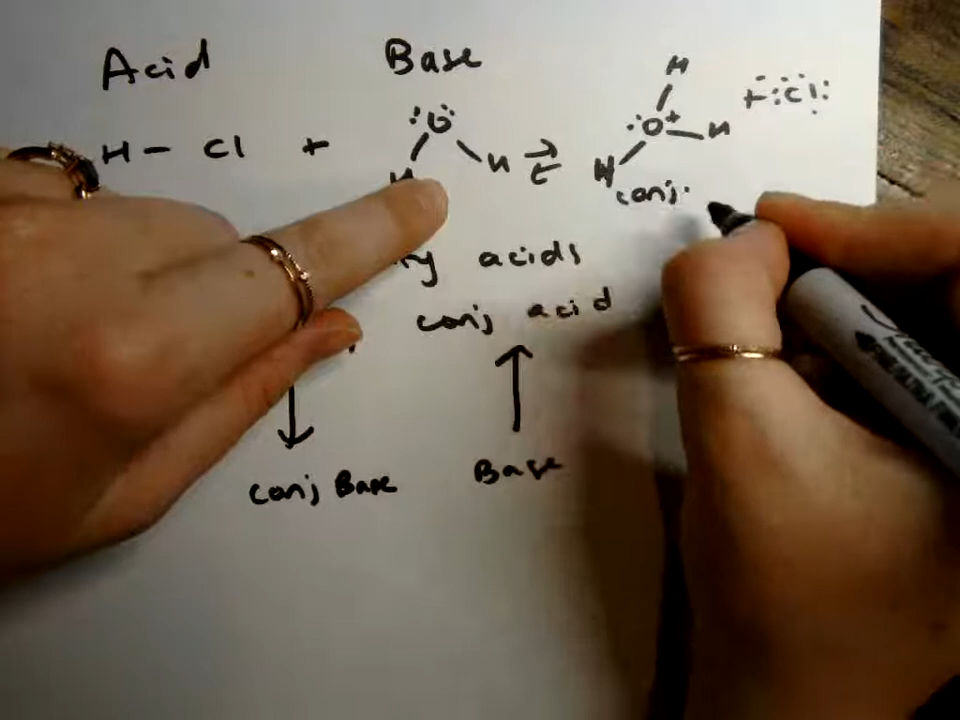 Acid Base
H – Cl + :Ö: H H ⇄ H :O⁺ – H H + :Cl:
conj.
acids
conj acid
conj Base Base